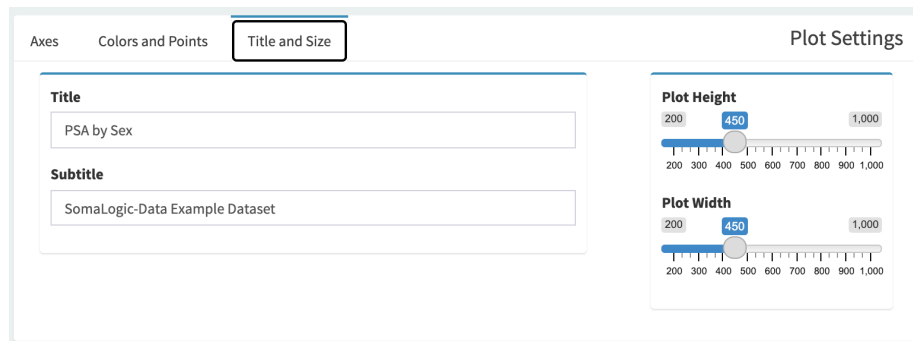 Axes Colors and Points Title and Size Plot Settings
Title
PSA by Sex
Subtitle
SomaLogic-Data Example Dataset
Plot Height
200 450 1,000
200 300 400 500 600 700 800 900 1,000
Plot Width
200 450 1,000
200 300 400 500 600 700 800 900 1,000